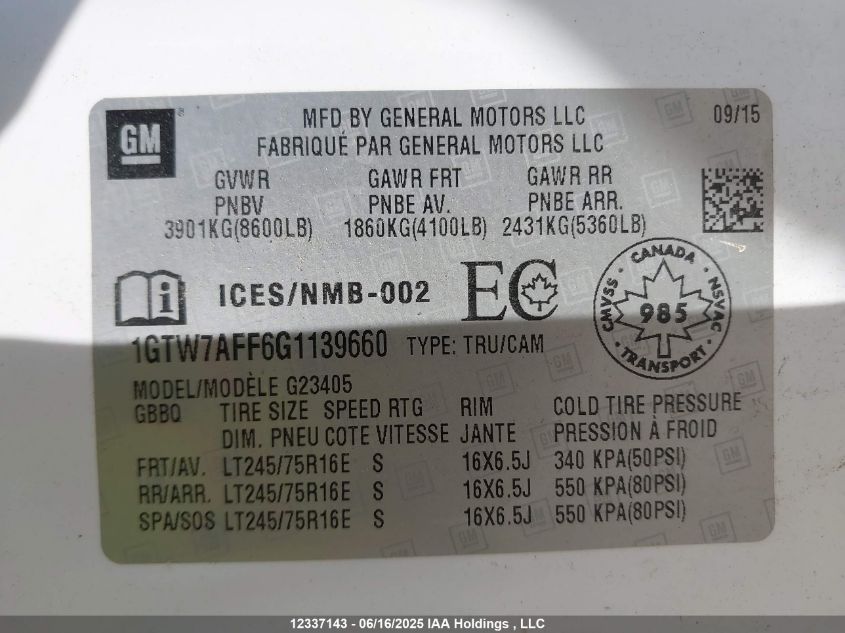 GM
MFD BY GENERAL MOTORS LLC
09/15
FABRIQUÉ PAR GENERAL MOTORS LLC
GVWR GAWR FRT GAWR RR
PNBV PNBE AV. PNBE ARR.
3901KG(8600LB) 1860KG(4100LB) 2431KG(5360LB)
i ICES/NMB-002 EC
CANADA
CMVSS 985 NSVAC
TRANSPORT
1GTW7AFF6G1139660 TYPE: TRU/CAM
MODEL/MODÈLE G23405
GBBQ TIRE SIZE SPEED RTG RIM COLD TIRE PRESSURE
DIM. PNEU COTE VITESSE JANTE PRESSION À FROID
FRT/AV. LT245/75R16E S 16X6.5J 340 KPA(50PSI)
RR/ARR. LT245/75R16E S 16X6.5J 550 KPA(80PSI)
SPA/SOS LT245/75R16E S 16X6.5J 550 KPA(80PSI)
12337143 - 06/16/2025 IAA Holdings , LLC